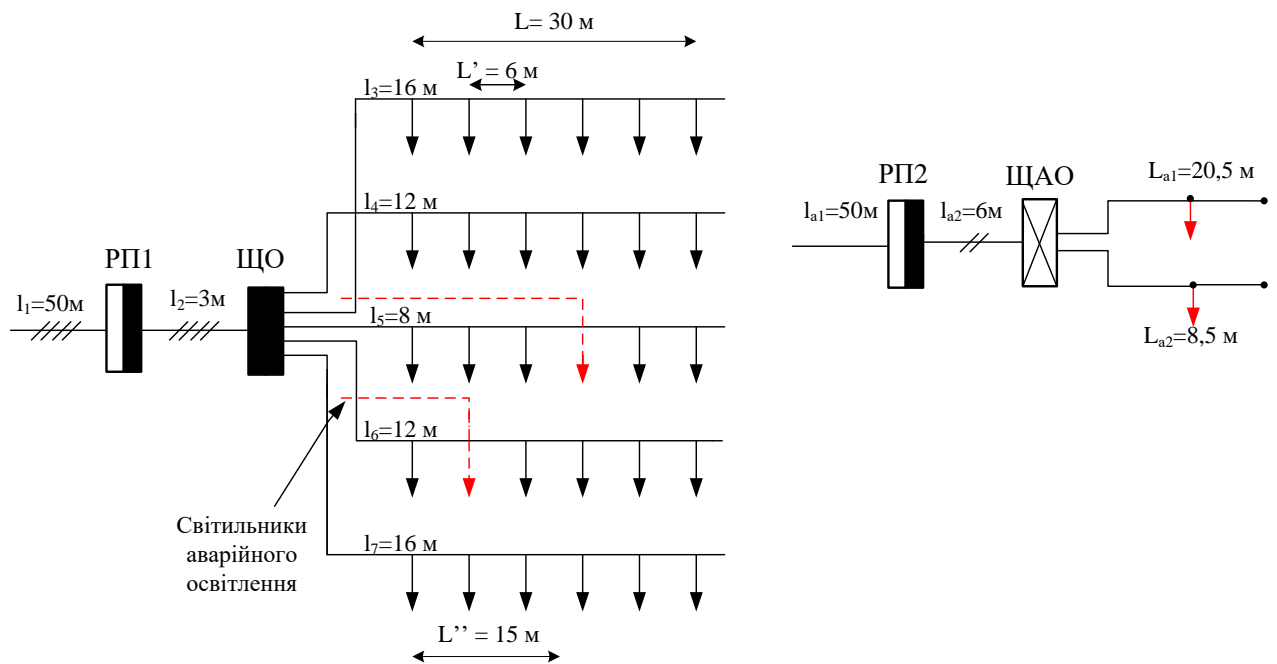 L= 30 м
L’ = 6 м
l3=16 м
l4=12 м
РП1
ЩО
l1=50м
l2=3м
l5=8 м
l6=12 м
Світильники
аварійного
освітлення
l7=16 м
L’’ = 15 м
РП2
ЩАО
La1=20,5 м
la1=50м
la2=6м
La2=8,5 м